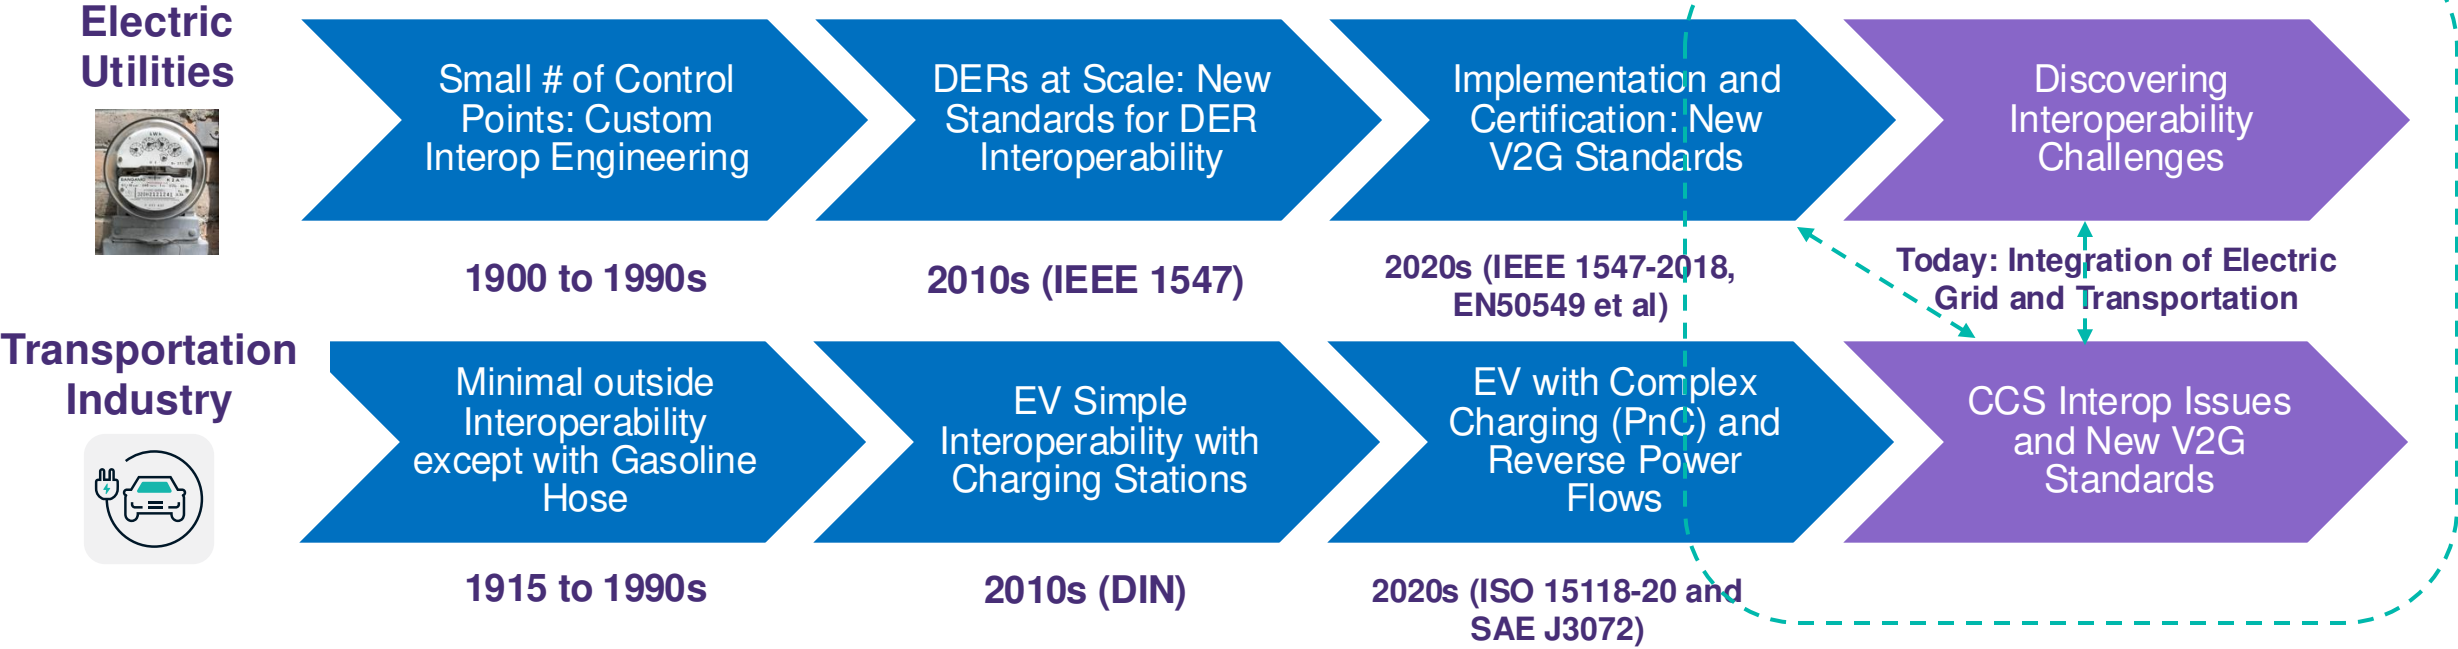 Electric
Utilities
Small # of Control
Points: Custom
Interop Engineering
DERs at Scale: New
Standards for DER
Interoperability
Implementation and
Certification: New
V2G Standards
Discovering
Interoperability
Challenges
1900 to 1990s
2010s (IEEE 1547)
2020s (IEEE 1547-2018,
EN50549 et al)
Today: Integration of Electric
Grid and Transportation
Transportation
Industry
Minimal outside
Interoperability
except with Gasoline
Hose
EV Simple
Interoperability with
Charging Stations
EV with Complex
Charging (PnC) and
Reverse Power
Flows
CCS Interop Issues
and New V2G
Standards
1915 to 1990s
2010s (DIN)
2020s (ISO 15118-20 and
SAE J3072)